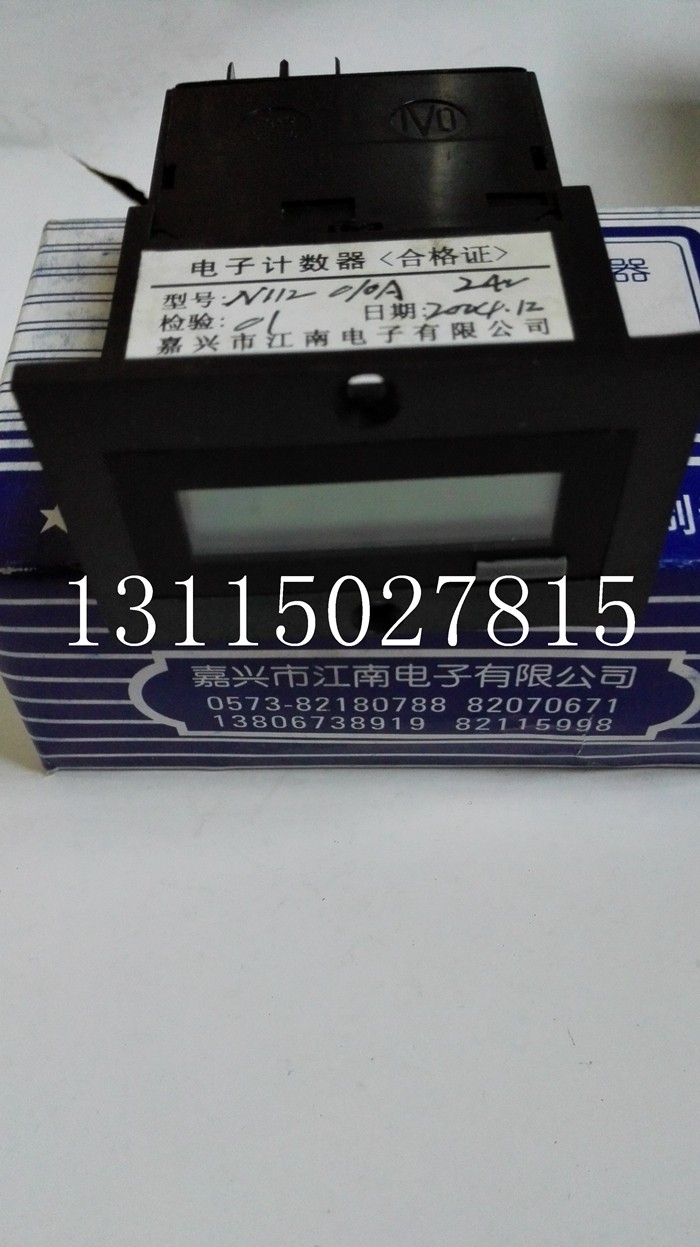 IVO
电子计数器〈合格证〉
型号: N112 010A 24V
检验: 01 日期:
嘉兴市江南电子有限公司
器
制
13115027815
嘉兴市江南电子有限公司
0573-82180788 82070671
13806738919 82115998